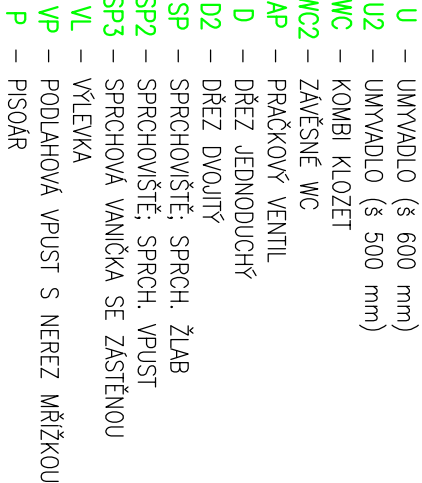 U - UMYVADLO (š 600 mm)
U2 - UMYVADLO (š 500 mm)
WC - KOMBI KLOZET
WC2 - ZÁVĚSNÉ WC
AP - PRAČKOVÝ VENTIL
D - DŘEZ JEDNODUCHÝ
D2 - DŘEZ DVOJITÝ
SP - SPRCHOVIŠTĚ; SPRCH. ŽLAB
SP2 - SPRCHOVIŠTĚ; SPRCH. VPUST
SP3 - SPRCHOVÁ VANIČKA SE ZÁSTĚNOU
VL - VÝLEVKA
VP - PODLAHOVÁ VPUST S NEREZ MŘÍŽKOU
P - PISOÁR